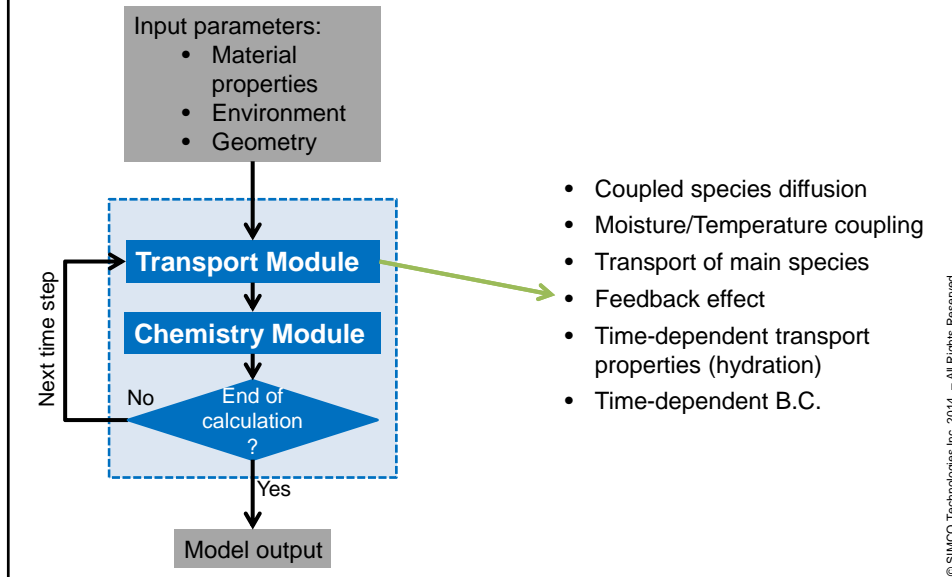 Input parameters:
• Material
properties
• Environment
• Geometry
Transport Module
Chemistry Module
End of
calculation
?
No
Next time step
Yes
Model output
• Coupled species diffusion
• Moisture/Temperature coupling
• Transport of main species
• Feedback effect
• Time-dependent transport
properties (hydration)
• Time-dependent B.C.
© SIMCO Technologies Inc. 2014 – All Rights Reserved